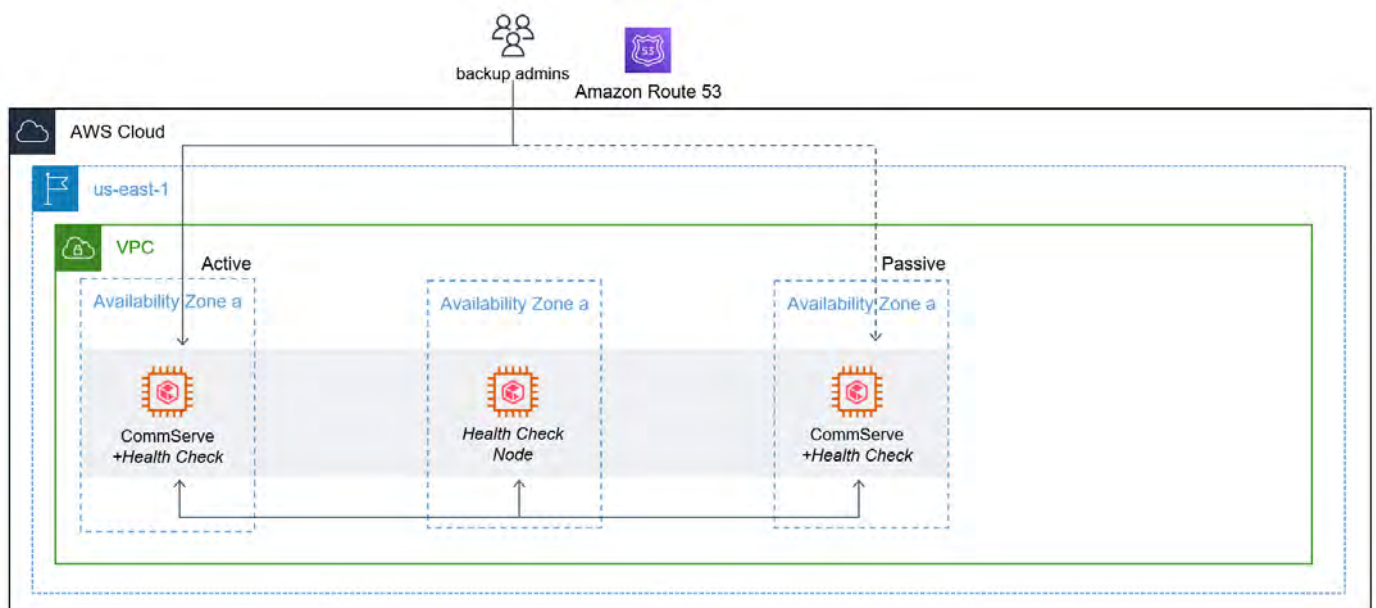 backup admins
53
Amazon Route 53
AWS Cloud
us-east-1
VPC
Active
Passive
Availability Zone a
Availability Zone a
Availability Zone a
CommServe
+Health Check
Health Check
Node
CommServe
+Health Check